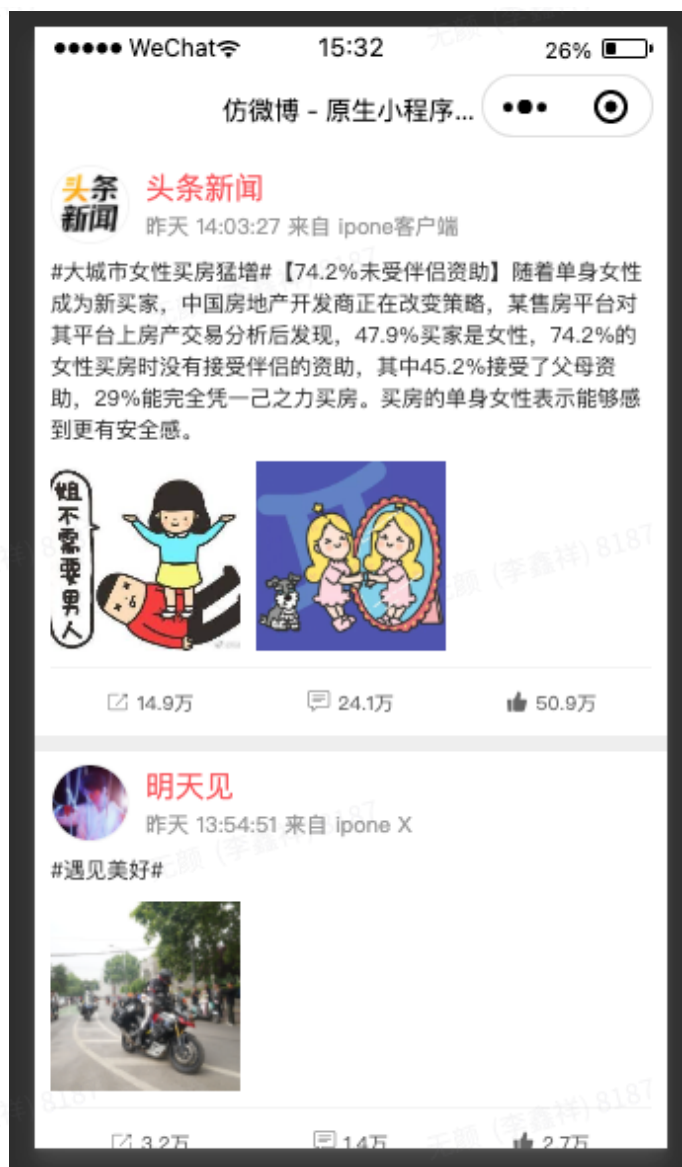 ●●●●● WeChat 15:32 26%
仿微博 - 原生小程序...
头条
新闻
头条新闻
昨天 14:03:27 来自 ipone客户端
#大城市女性买房猛增#【74.2%未受伴侣资助】随着单身女性
成为新买家，中国房地产开发商正在改变策略，某售房平台对
其平台上房产交易分析后发现，47.9%买家是女性，74.2%的
女性买房时没有接受伴侣的资助，其中45.2%接受了父母资
助，29%能完全凭一己之力买房。买房的单身女性表示能够感
到更有安全感。
姐不需要男人
14.9万 24.1万 50.9万
明天见
昨天 13:54:51 来自 ipone X
#遇见美好#
3.2万 1.4万 2.7万
无颜（李鑫祥）8187